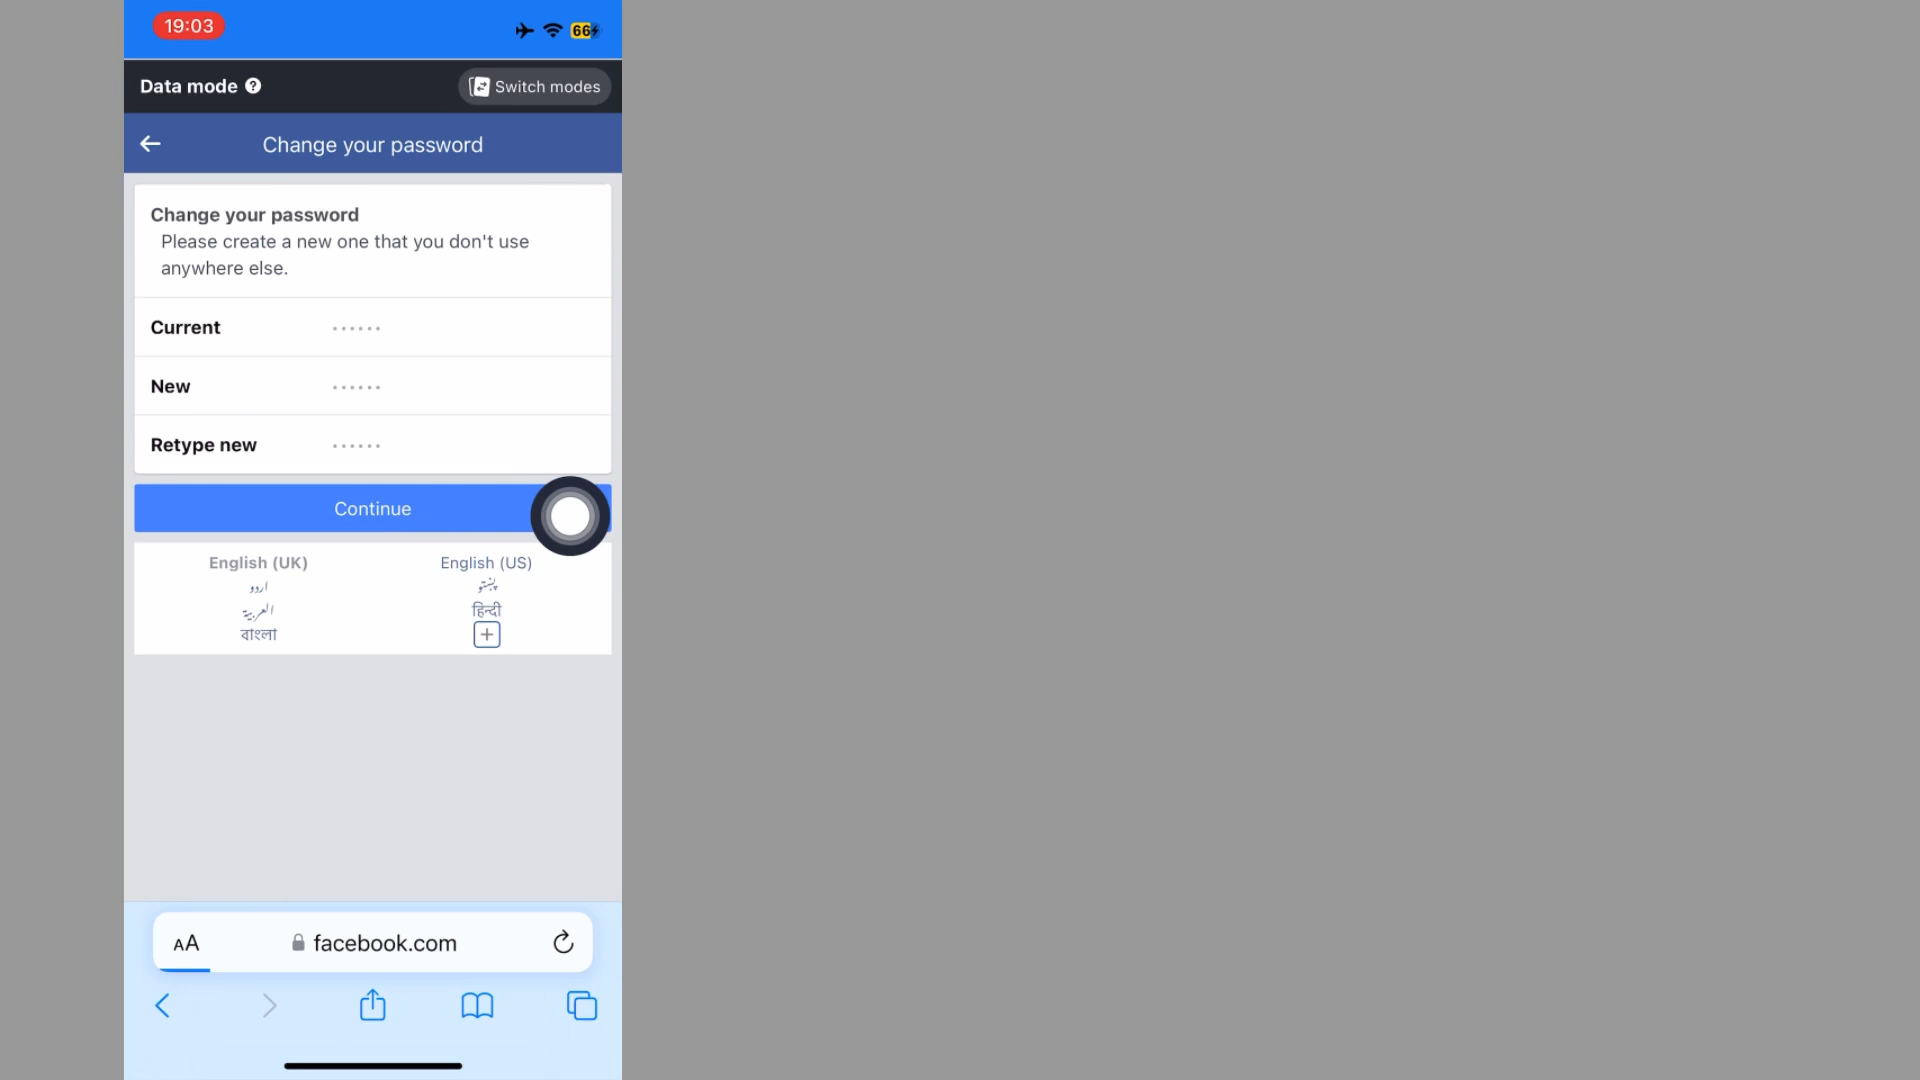 19:03
66
Data mode
Switch modes
Change your password
Change your password
Please create a new one that you don't use
anywhere else.
Current ••••••
New ••••••
Retype new ••••••
Continue
English (UK) English (US)
اردو پښتو
العربية हिन्दी
বাংলা
AA facebook.com